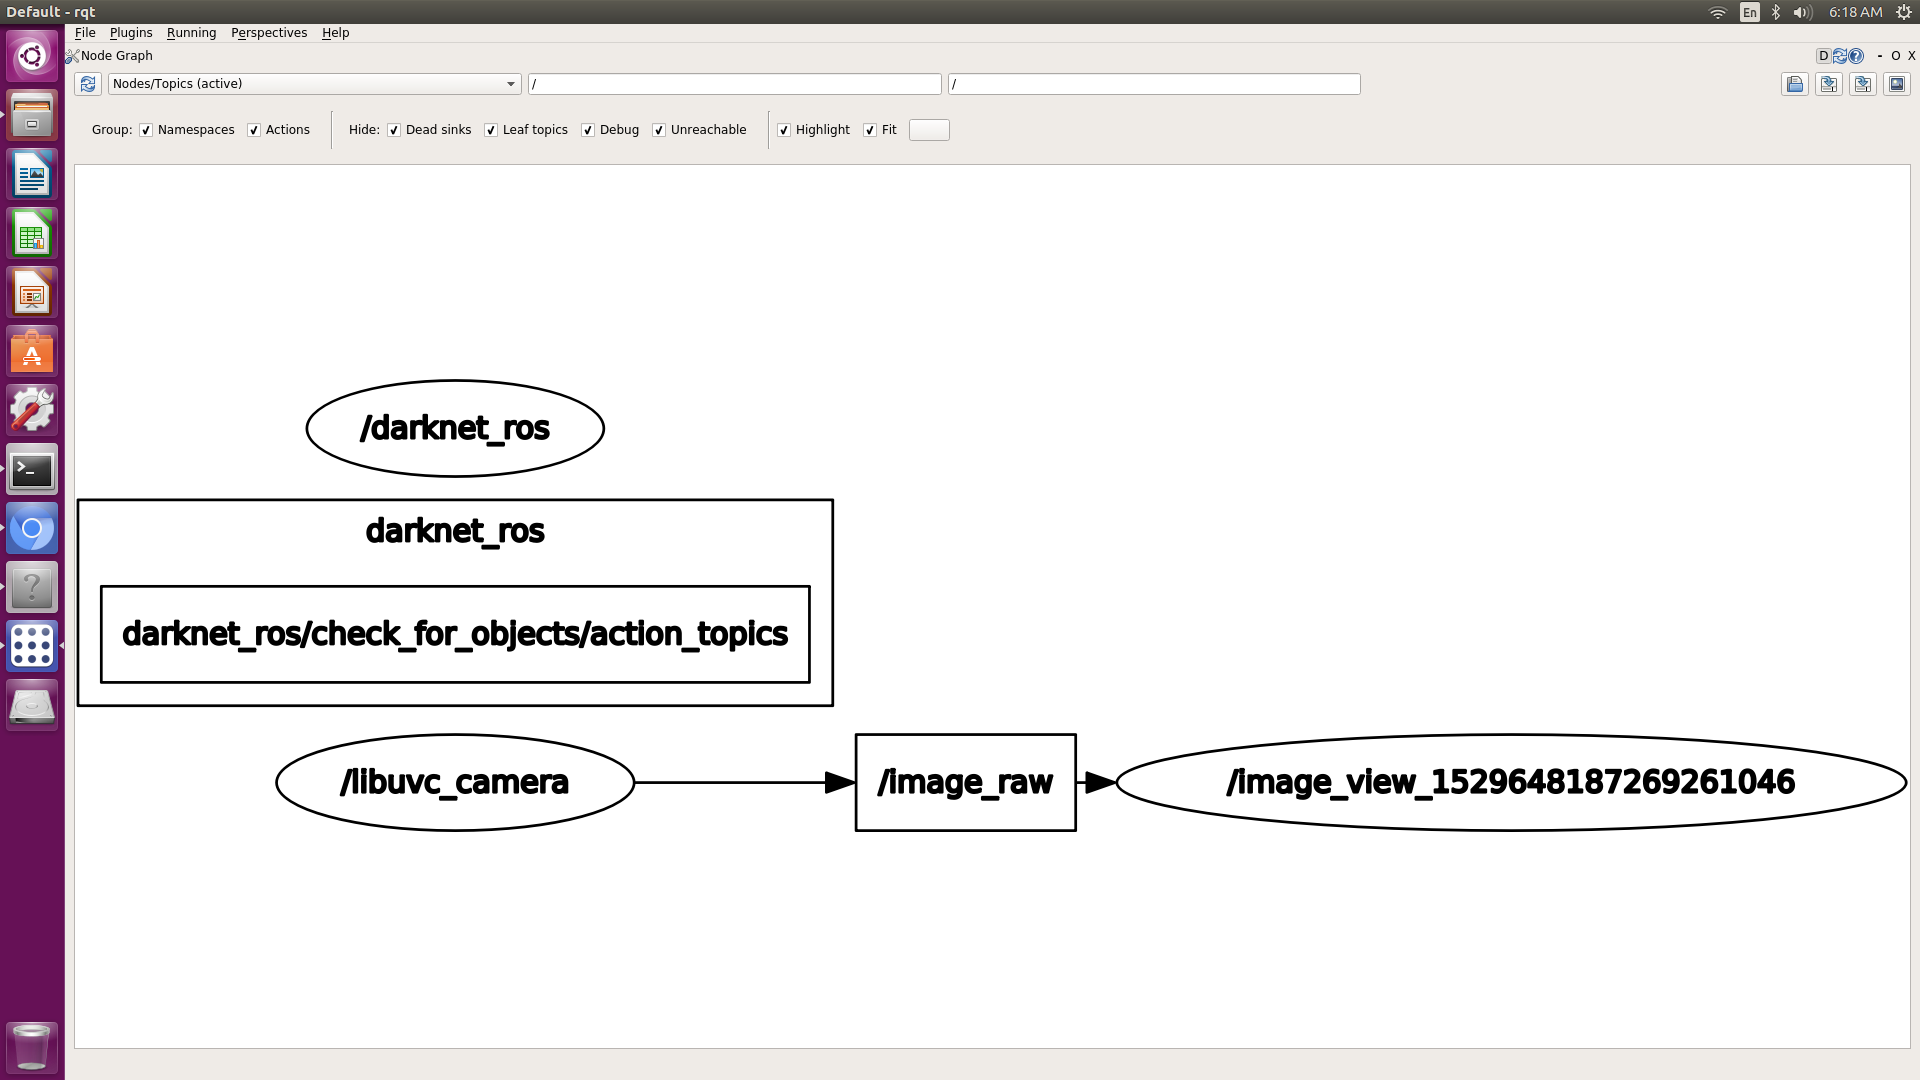 Default - rqt
En
6:18 AM
File Plugins Running Perspectives Help
Node Graph
D
- O X
Nodes/Topics (active)
/
/
Group: Namespaces Actions Hide: Dead sinks Leaf topics Debug Unreachable Highlight Fit
/darknet_ros
darknet_ros
darknet_ros/check_for_objects/action_topics
/libuvc_camera
/image_raw
/image_view_1529648187269261046